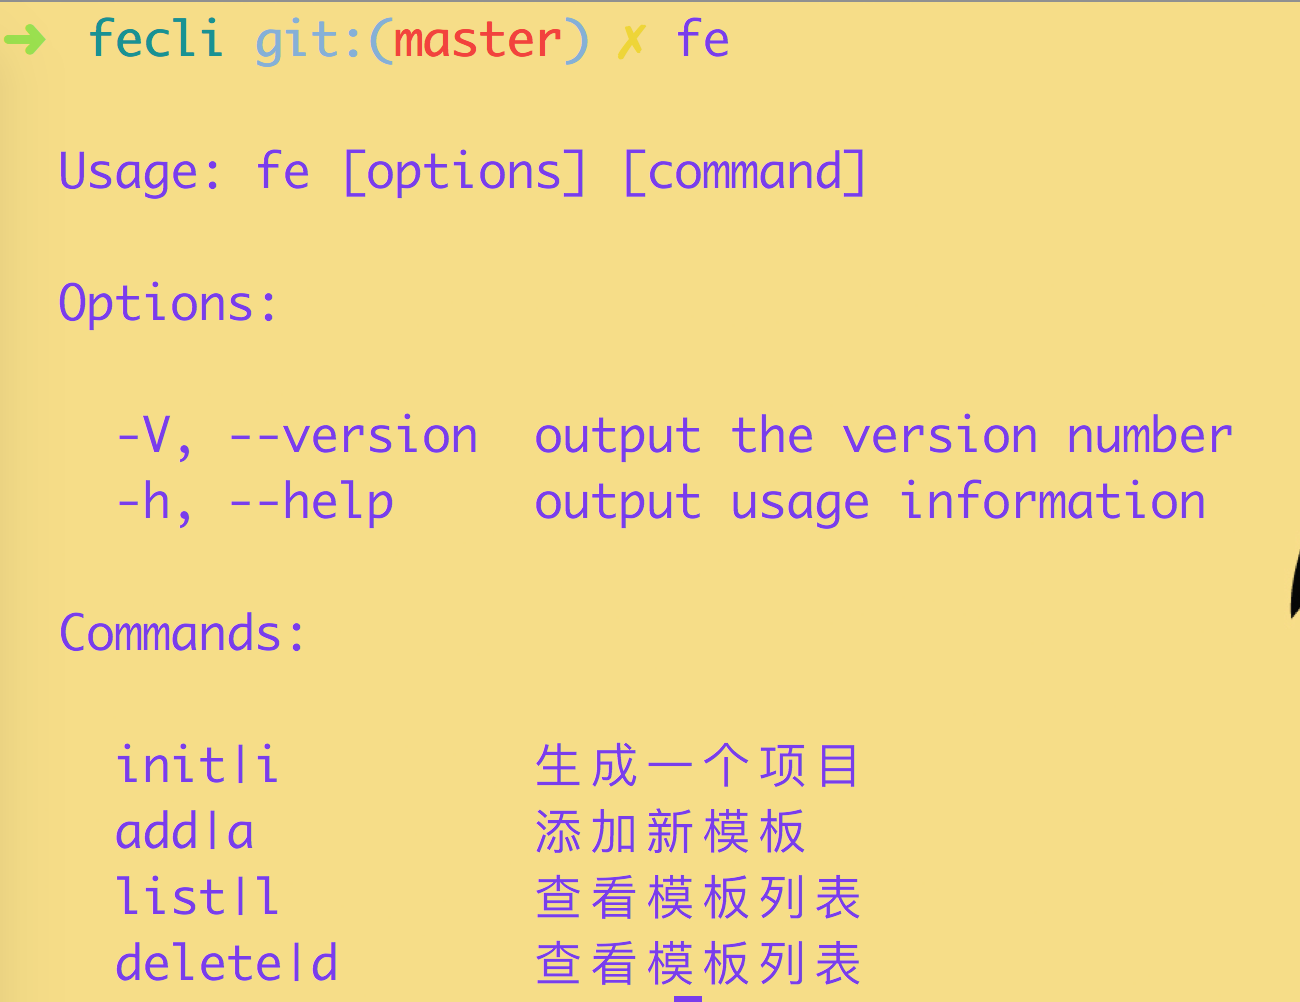 ➜ fecli git:(master) ✗ fe
Usage: fe [options] [command]
Options:
-V, --version output the version number
-h, --help output usage information
Commands:
init|i 生成一个项目
add|a 添加新模板
list|l 查看模板列表
delete|d 查看模板列表